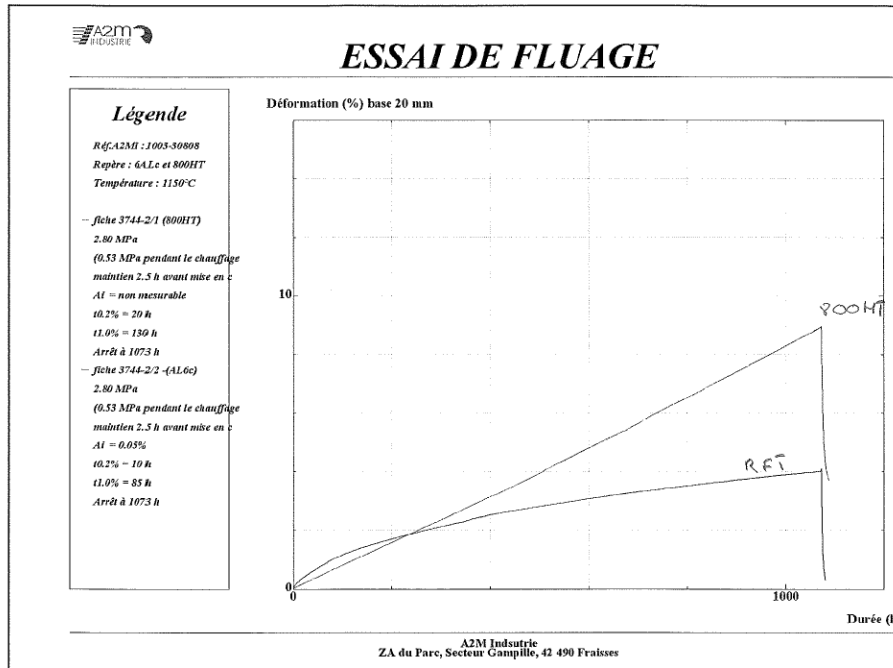 A2m
INDUSTRIE
ESSAI DE FLUAGE
Légende
Réf.A2MI : 1003-30808
Repère : 6ALc et 800HT
Température : 1150°C
— fiche 3744-2/1 (800HT)
2.80 MPa
(0.53 MPa pendant le chauffage
maintien 2.5 h avant mise en c
Ai = non mesurable
t0.2% = 20 h
t1.0% = 130 h
Arrêt à 1073 h
— fiche 3744-2/2 -(AL6c)
2.80 MPa
(0.53 MPa pendant le chauffage
maintien 2.5 h avant mise en c
Ai = 0.05%
t0.2% = 10 h
t1.0% = 85 h
Arrêt à 1073 h
Déformation (%) base 20 mm
10
800HT
RFT
0
0
1000
Durée (h
A2M Indsutrie
ZA du Parc, Secteur Gampille, 42 490 Fraisses